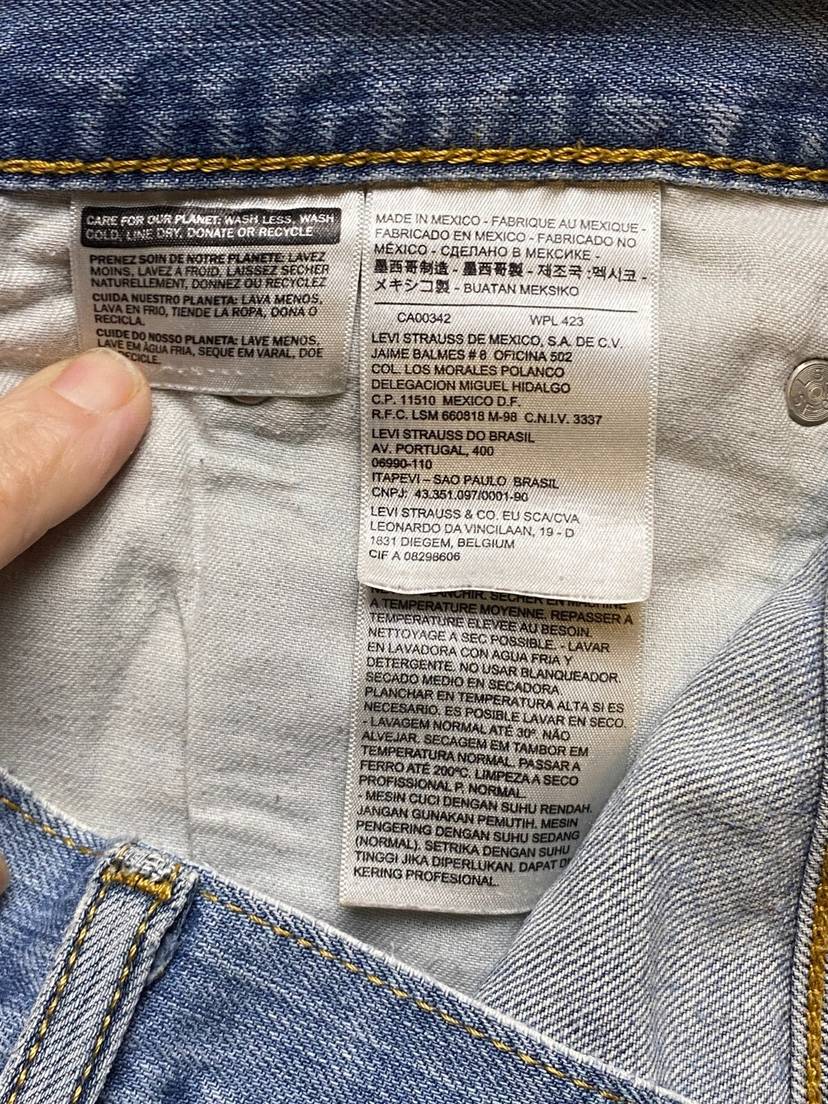 CARE FOR OUR PLANET: WASH LESS, WASH
COLD, LINE DRY, DONATE OR RECYCLE
PRENEZ SOIN DE NOTRE PLANETE: LAVEZ
MOINS, LAVEZ A FROID, LAISSEZ SECHER
NATURELLEMENT, DONNEZ OU RECYCLEZ
CUIDA NUESTRO PLANETA: LAVA MENOS,
LAVA EN FRIO, TIENDE LA ROPA, DONA O
RECICLA.
CUIDE DO NOSSO PLANETA: LAVE MENOS,
LAVE EM ÁGUA FRIA, SEQUE EM VARAL, DOE
MADE IN MEXICO - FABRIQUE AU MEXIQUE -
FABRICADO EN MÉXICO - FABRICADO NO
MÉXICO - СДЕЛАНО В МЕКСИКЕ -
墨西哥制造 - 墨西哥製 - 제조국 :멕시코 -
メキシコ製 - BUATAN MEKSIKO
CA00342 WPL 423
LEVI STRAUSS DE MEXICO, S.A. DE C.V.
JAIME BALMES # 8 OFICINA 502
COL. LOS MORALES POLANCO
DELEGACION MIGUEL HIDALGO
C.P. 11510 MEXICO D.F.
R.F.C. LSM 660818 M-98 C.N.I.V. 3337
LEVI STRAUSS DO BRASIL
AV. PORTUGAL, 400
06990-110
ITAPEVI – SAO PAULO BRASIL
CNPJ: 43.351.097/0001-90
LEVI STRAUSS & CO. EU SCA/CVA
LEONARDO DA VINCILAAN, 19 - D
1831 DIEGEM, BELGIUM
CIF A 08298606
SECHER EN MACHINE
A TEMPERATURE MOYENNE. REPASSER A
TEMPERATURE ELEVEE AU BESOIN.
NETTOYAGE A SEC POSSIBLE. - LAVAR
EN LAVADORA CON AGUA FRIA Y
DETERGENTE. NO USAR BLANQUEADOR.
SECADO MEDIO EN SECADORA.
PLANCHAR EN TEMPERATURA ALTA SI ES
NECESARIO, ES POSIBLE LAVAR EN SECO.
- LAVAGEM NORMAL ATÉ 30º. NÃO
ALVEJAR. SECAGEM EM TAMBOR EM
TEMPERATURA NORMAL. PASSAR A
FERRO ATÉ 200ºC. LIMPEZA A SECO
PROFISSIONAL P. NORMAL.
- MESIN CUCI DENGAN SUHU RENDAH.
JANGAN GUNAKAN PEMUTIH. MESIN
PENGERING DENGAN SUHU SEDANG
(NORMAL). SETRIKA DENGAN SUHU
TINGGI JIKA DIPERLUKAN. DAPAT
KERING PROFESIONAL.